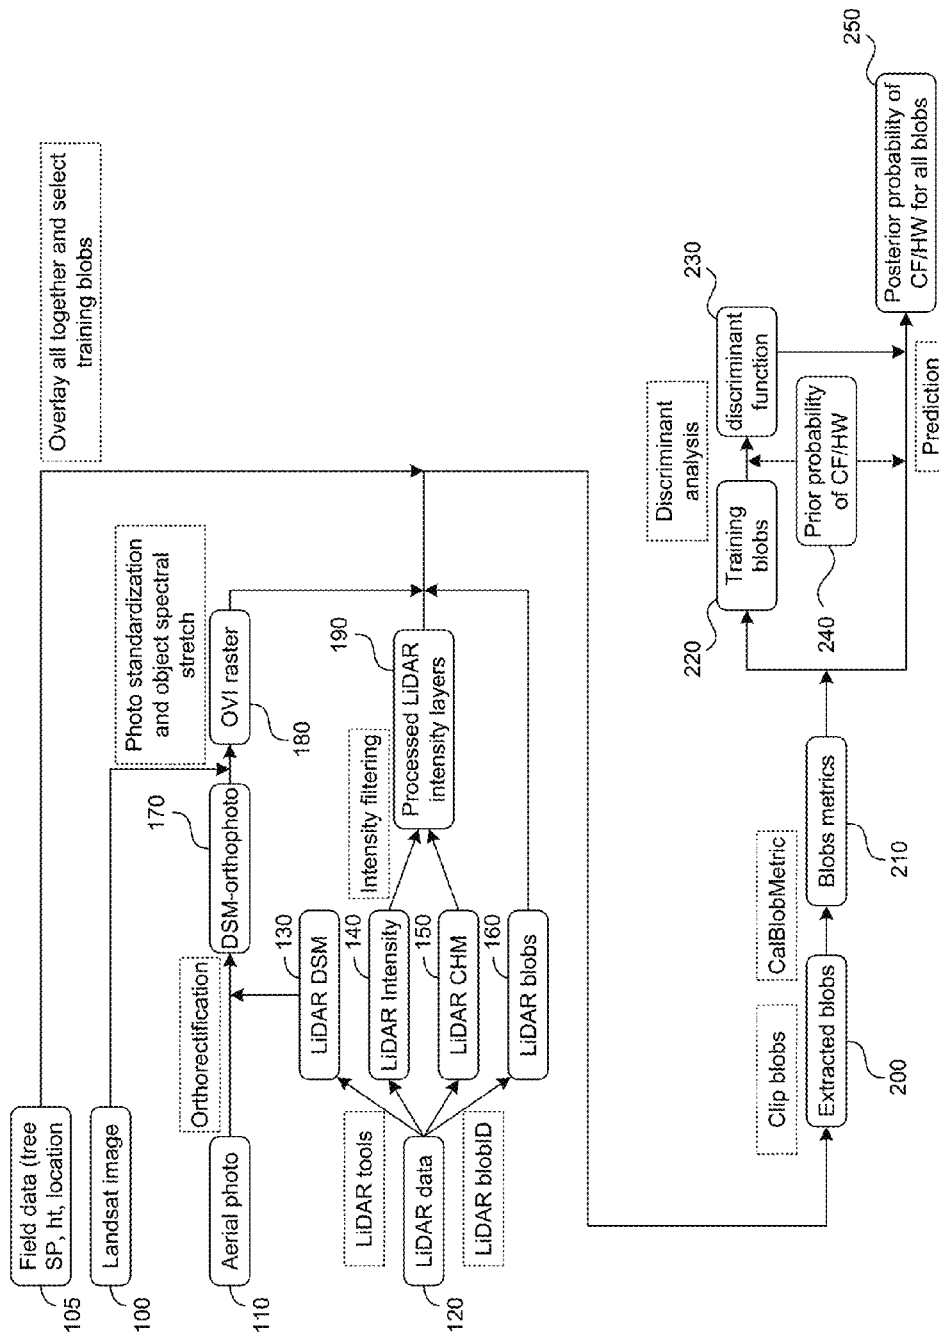 Field data (tree
SP, ht, location
105
Landsat image
100
Aerial photo
110
Orthorectification
DSM-orthophoto
170
Photo standardization
and object spectral
stretch
OVI raster
180
Overlay all together and select
training blobs
LiDAR tools
LiDAR data
120
LiDAR blobID
LiDAR DSM
130
LiDAR Intensity
140
LiDAR CHM
150
LiDAR blobs
160
Intensity filtering
Processed LiDAR
intensity layers
190
Clip blobs
Extracted blobs
200
CalBlobMetric
Blobs metrics
210
Training
blobs
220
Discriminant
analysis
discriminant
function
230
Prior probability
of CF/HW
240
Prediction
Posterior probability of
CF/HW for all blobs
250